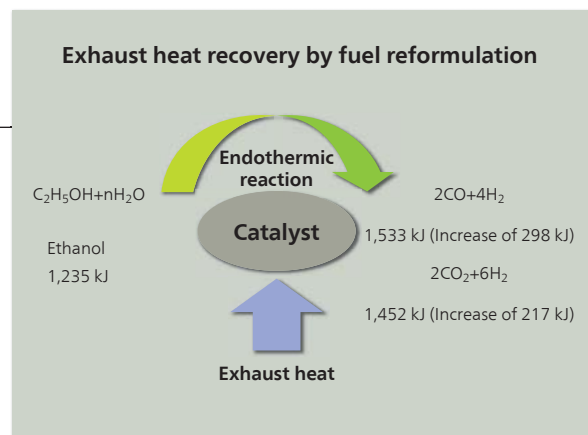 Exhaust heat recovery by fuel reformulation
Endothermic
reaction
C₂H₅OH+nH₂O
Ethanol
1,235 kJ
Catalyst
2CO+4H₂
1,533 kJ (Increase of 298 kJ)
2CO₂+6H₂
1,452 kJ (Increase of 217 kJ)
Exhaust heat